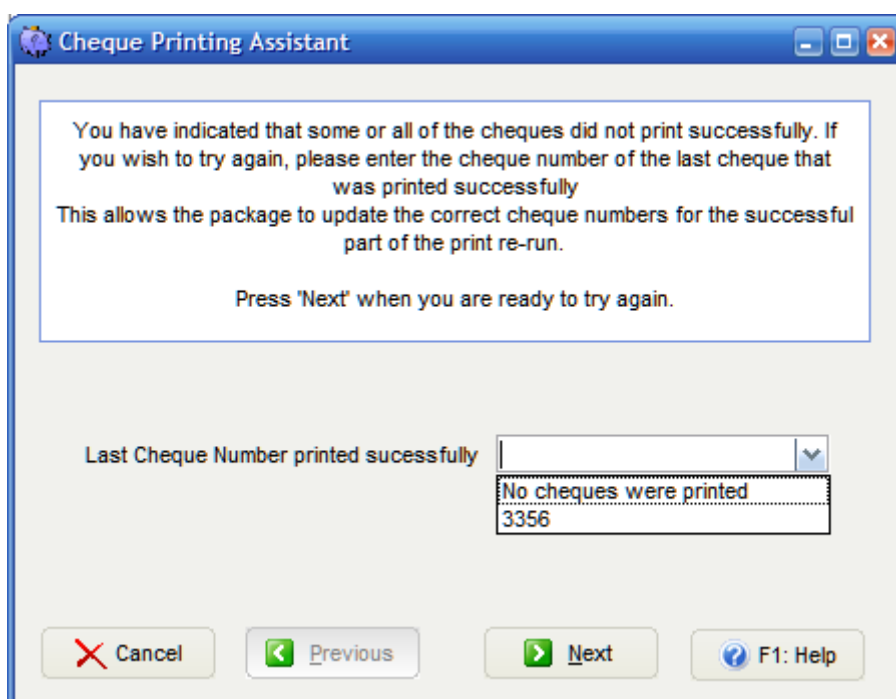 Cheque Printing Assistant
You have indicated that some or all of the cheques did not print successfully. If
you wish to try again, please enter the cheque number of the last cheque that
was printed successfully
This allows the package to update the correct cheque numbers for the successful
part of the print re-run.
Press 'Next' when you are ready to try again.
Last Cheque Number printed sucessfully
No cheques were printed
3356
Cancel
Previous
Next
F1: Help